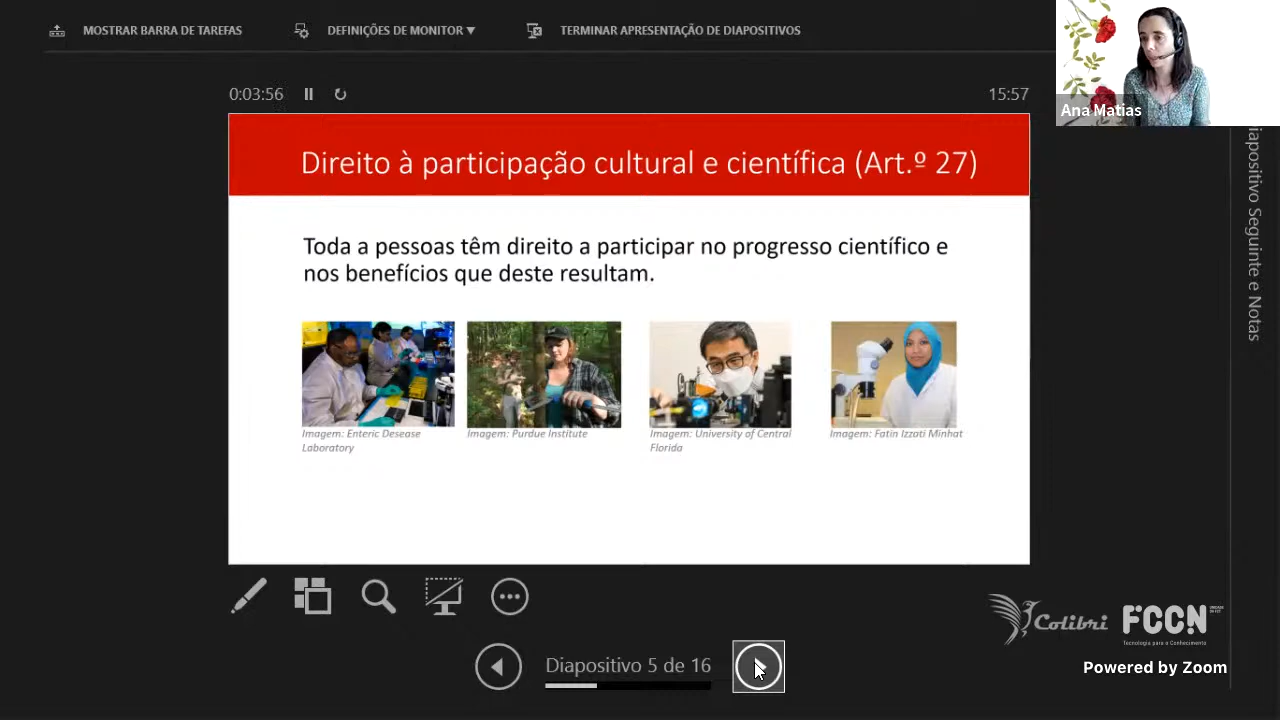 MOSTRAR BARRA DE TAREFAS
DEFINIÇÕES DE MONITOR
TERMINAR APRESENTAÇÃO DE DIAPOSITIVOS
Ana Matias
0:03:56
15:57
Direito à participação cultural e científica (Art.º 27)
Toda a pessoas têm direito a participar no progresso científico e
nos benefícios que deste resultam.
Imagem: Enteric Desease
Laboratory
Imagem: Purdue Institute
Imagem: University of Central
Florida
Imagem: Fatin Izzati Minhat
Diapositivo Seguinte e Notas
Diapositivo 5 de 16
Colibri
FCCN
Tecnologia para o Conhecimento
Powered by Zoom